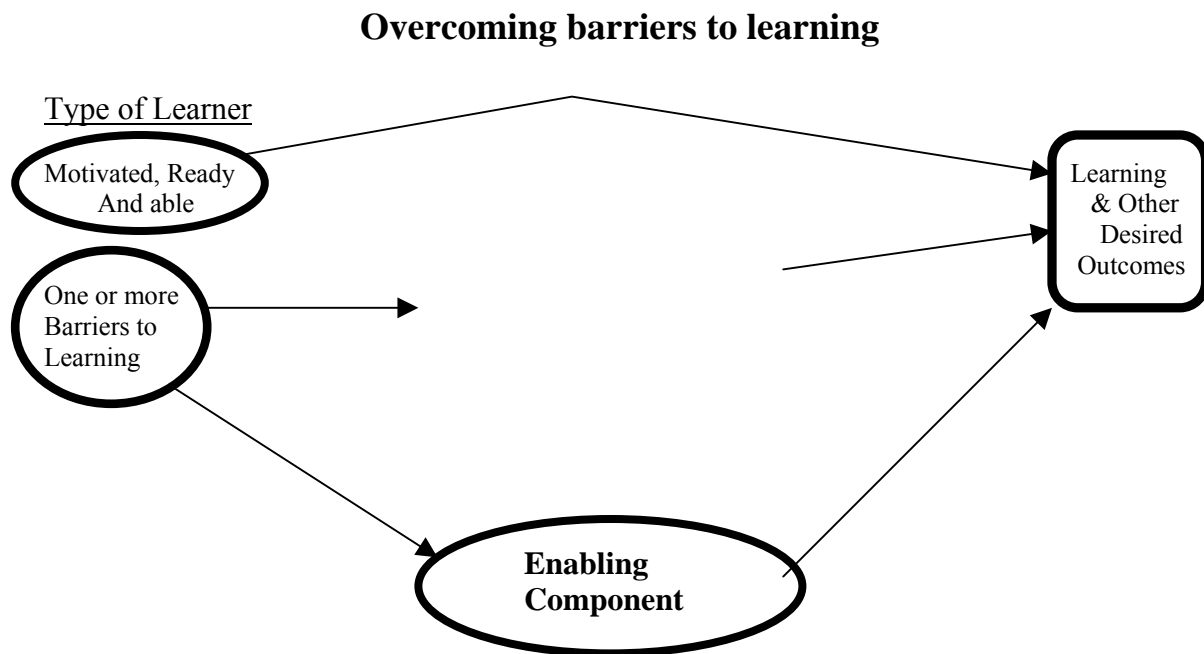 Overcoming barriers to learning
Type of Learner
Motivated, Ready
And able
One or more
Barriers to
Learning
Learning
& Other
Desired
Outcomes
Enabling
Component